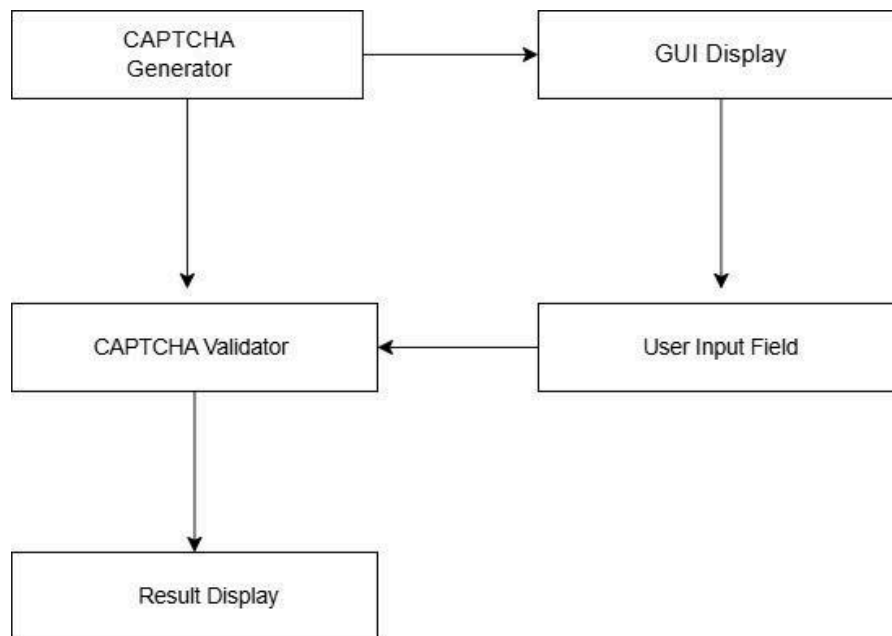 CAPTCHA
Generator
GUI Display
CAPTCHA Validator
User Input Field
Result Display